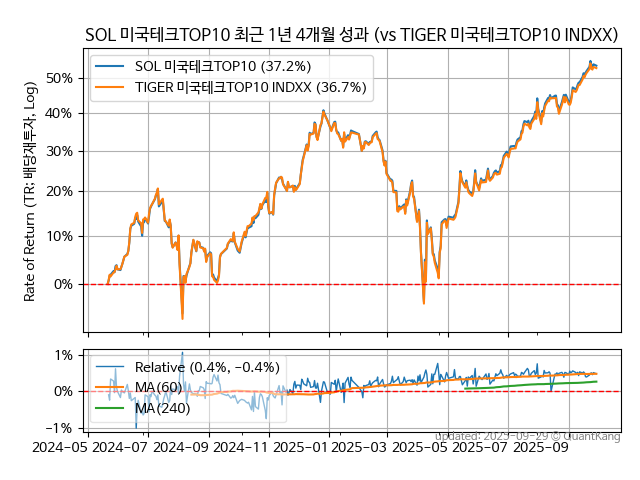 SOL 미국테크TOP10 최근 1년 4개월 성과 (vs TIGER 미국테크TOP10 INDXX)
Rate of Return (TR: 배당재투자, Log)
50%
40%
30%
20%
10%
0%
SOL 미국테크TOP10 (37.2%)
TIGER 미국테크TOP10 INDXX (36.7%)
1%
0%
−1%
Relative (0.4%, −0.4%)
MA(60)
MA(240)
updated: 2025-09-29 © QuantKang
2024−05 2024−07 2024−09 2024−11 2025−01 2025−03 2025−05 2025−07 2025−09